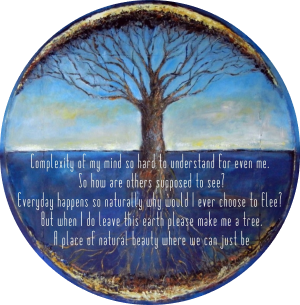 Complexity of my mind so hard to understand for even me.
So how are others supposed to see?
Everyday happens so naturally why would I ever choose to flee?
But when I do leave this earth please make me a tree.
A place of natural beauty where we can just be